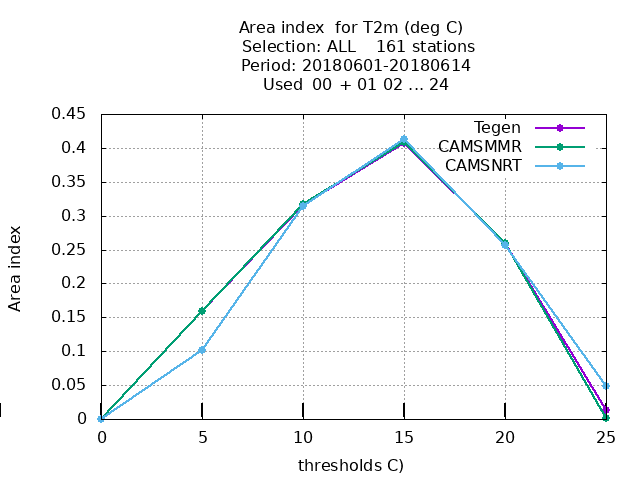 Area index  for T2m (deg C)
Selection: ALL    161 stations
Period: 20180601-20180614
Used  00  + 01 02 ... 24
Tegen
CAMSMMR
CAMSNRT
0.45
0.4
0.35
0.3
0.25
0.2
0.15
0.1
0.05
0
Area index
0 5 10 15 20 25
thresholds C)